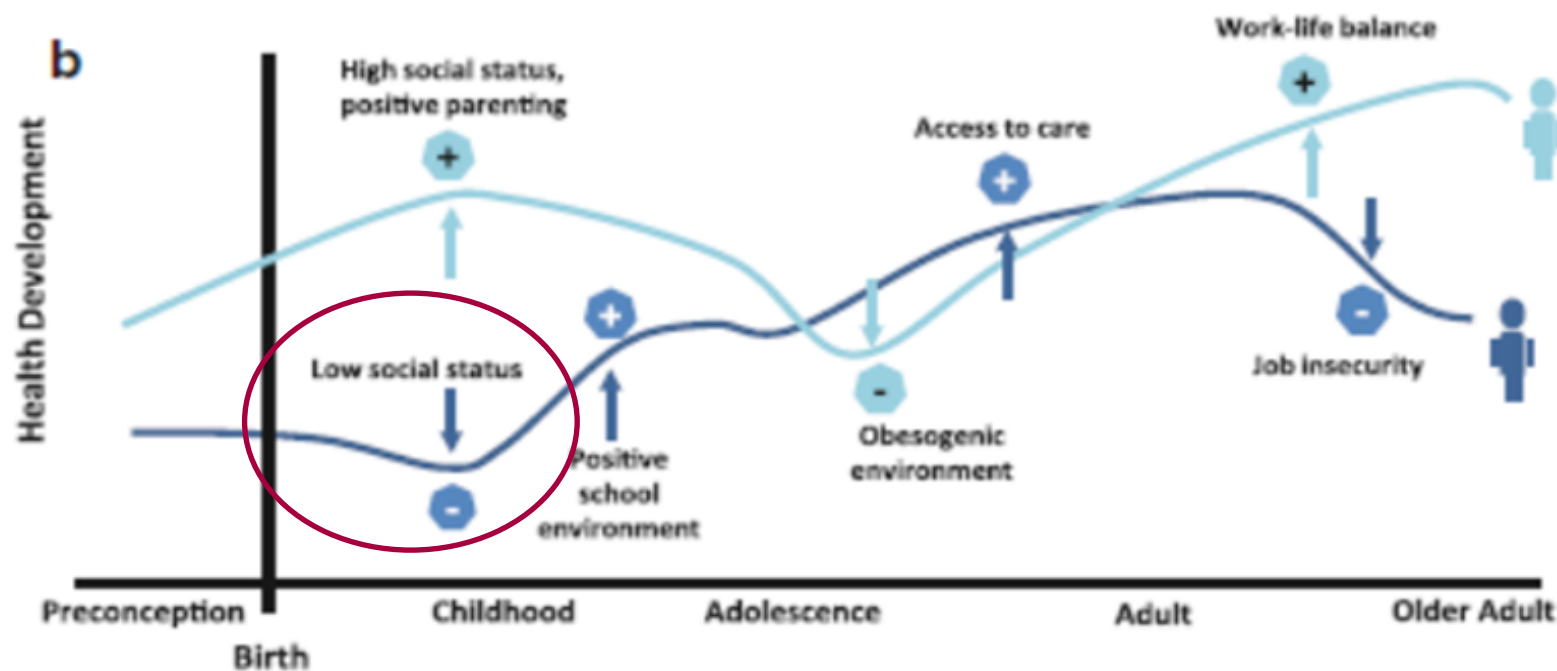 b
Work-life balance
+
High social status,
positive parenting
+
Access to care
+
Health Development
Low social status
-
+
Positive
school
environment
-
Obesogenic
environment
-
Job insecurity
Preconception
Birth
Childhood
Adolescence
Adult
Older Adult